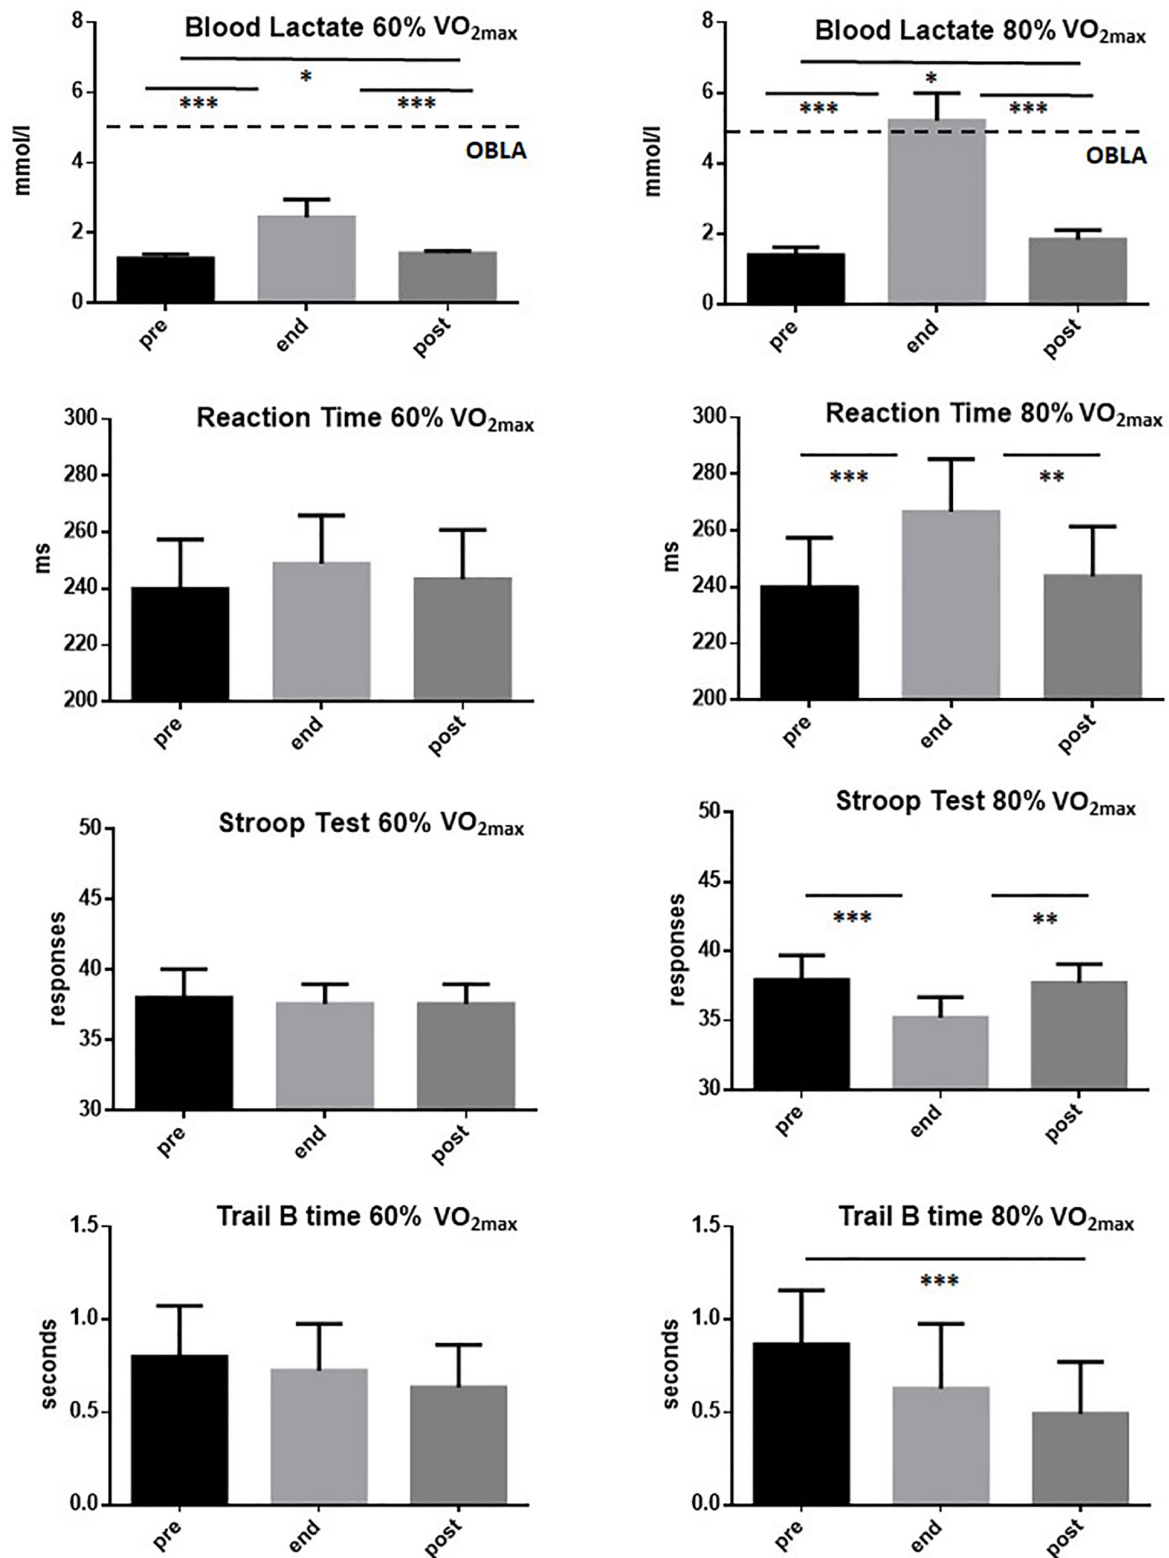 Blood Lactate 60% VO2max
8
6
4
2
0
mmol/l
*
***
***
OBLA
pre
end
post
Blood Lactate 80% VO2max
8
6
4
2
0
mmol/l
*
***
***
OBLA
pre
end
post
Reaction Time 60% VO2max
300
280
260
240
220
200
ms
pre
end
post
Reaction Time 80% VO2max
300
280
260
240
220
200
ms
***
**
pre
end
post
Stroop Test 60% VO2max
50
45
40
35
30
responses
pre
end
post
Stroop Test 80% VO2max
50
45
40
35
30
responses
***
**
pre
end
post
Trail B time 60% VO2max
1.5
1.0
0.5
0.0
seconds
pre
end
post
Trail B time 80% VO2max
1.5
1.0
0.5
0.0
seconds
***
pre
end
post